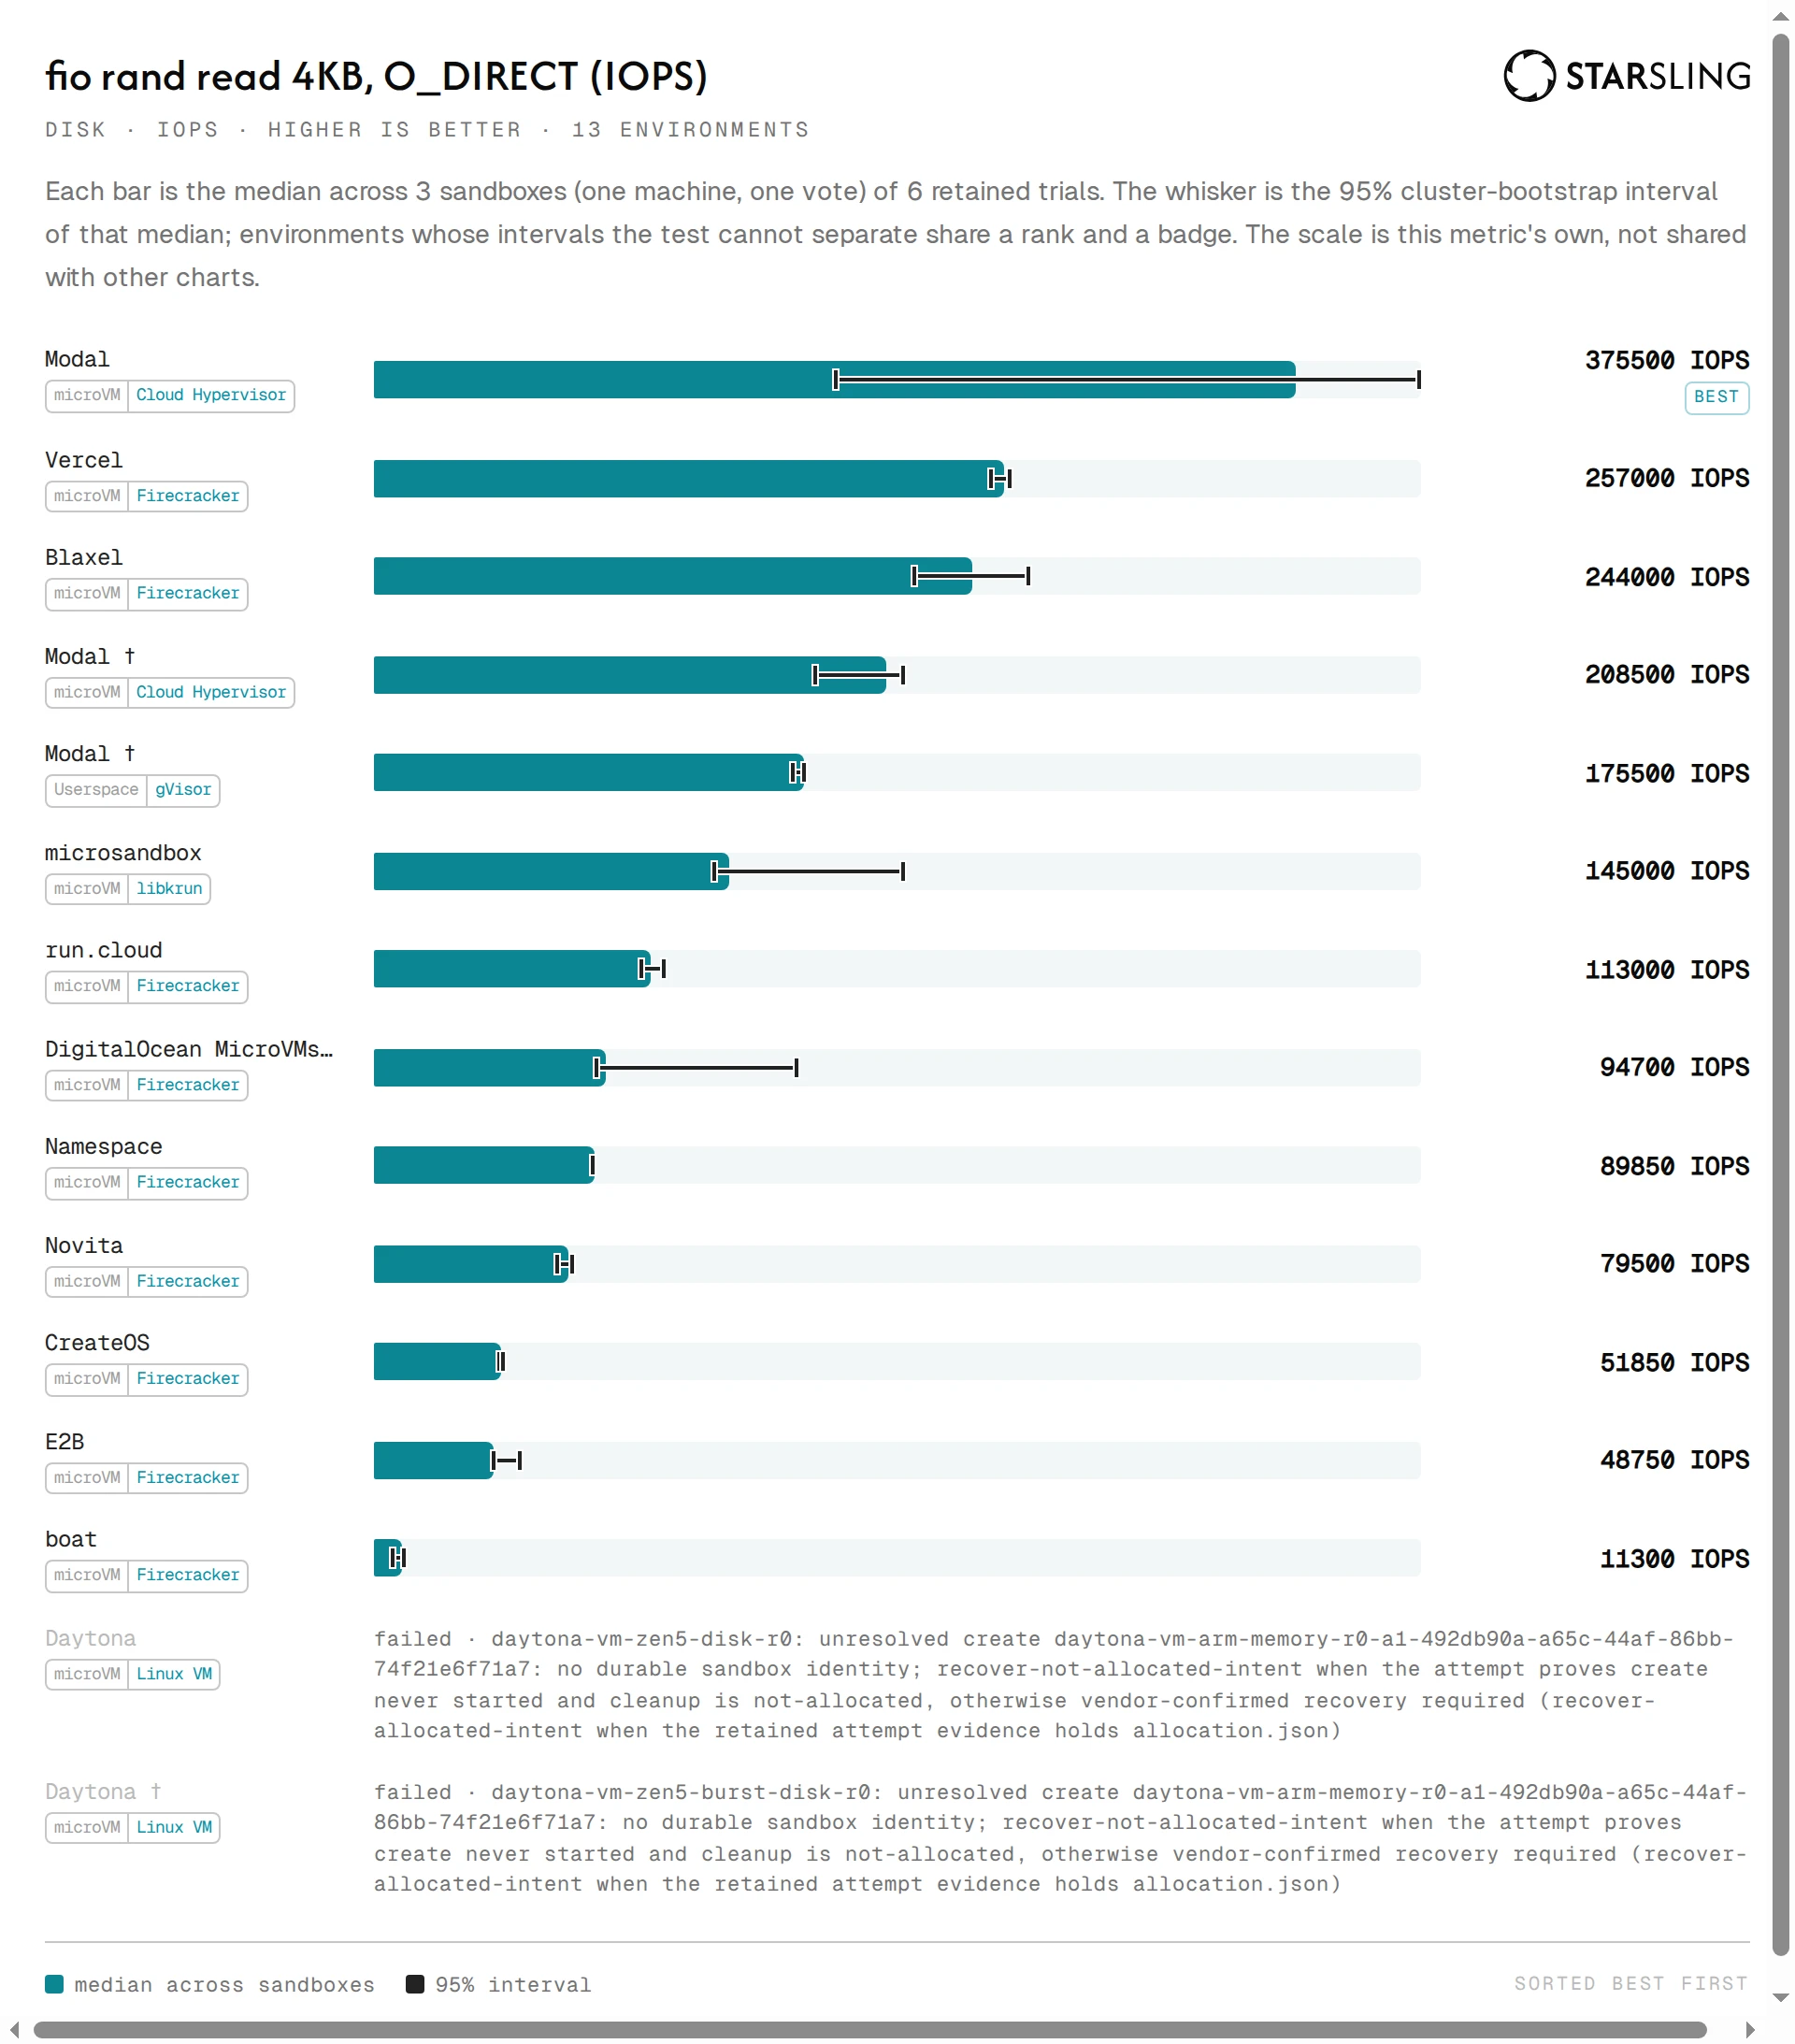 fio rand read 4KB, O_DIRECT (IOPS)
STARSLING
DISK · IOPS · HIGHER IS BETTER · 13 ENVIRONMENTS
Each bar is the median across 3 sandboxes (one machine, one vote) of 6 retained trials. The whisker is the 95% cluster-bootstrap interval
of that median; environments whose intervals the test cannot separate share a rank and a badge. The scale is this metric's own, not shared
with other charts.
Modal
microVM Cloud Hypervisor
375500 IOPS
BEST
Vercel
microVM Firecracker
257000 IOPS
Blaxel
microVM Firecracker
244000 IOPS
Modal †
microVM Cloud Hypervisor
208500 IOPS
Modal †
Userspace gVisor
175500 IOPS
microsandbox
microVM libkrun
145000 IOPS
run.cloud
microVM Firecracker
113000 IOPS
DigitalOcean MicroVMs…
microVM Firecracker
94700 IOPS
Namespace
microVM Firecracker
89850 IOPS
Novita
microVM Firecracker
79500 IOPS
CreateOS
microVM Firecracker
51850 IOPS
E2B
microVM Firecracker
48750 IOPS
boat
microVM Firecracker
11300 IOPS
Daytona
microVM Linux VM
failed · daytona-vm-zen5-disk-r0: unresolved create daytona-vm-arm-memory-r0-a1-492db90a-a65c-44af-86bb-
74f21e6f71a7: no durable sandbox identity; recover-not-allocated-intent when the attempt proves create
never started and cleanup is not-allocated, otherwise vendor-confirmed recovery required (recover-
allocated-intent when the retained attempt evidence holds allocation.json)
Daytona †
microVM Linux VM
failed · daytona-vm-zen5-burst-disk-r0: unresolved create daytona-vm-arm-memory-r0-a1-492db90a-a65c-44af-
86bb-74f21e6f71a7: no durable sandbox identity; recover-not-allocated-intent when the attempt proves
create never started and cleanup is not-allocated, otherwise vendor-confirmed recovery required (recover-
allocated-intent when the retained attempt evidence holds allocation.json)
median across sandboxes
95% interval
SORTED BEST FIRST